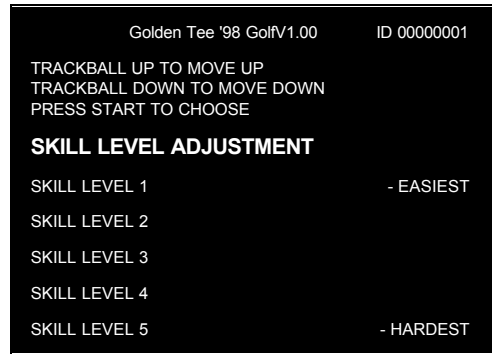 Golden Tee '98 GolfV1.00 ID 00000001
TRACKBALL UP TO MOVE UP
TRACKBALL DOWN TO MOVE DOWN
PRESS START TO CHOOSE
SKILL LEVEL ADJUSTMENT
SKILL LEVEL 1 - EASIEST
SKILL LEVEL 2
SKILL LEVEL 3
SKILL LEVEL 4
SKILL LEVEL 5 - HARDEST